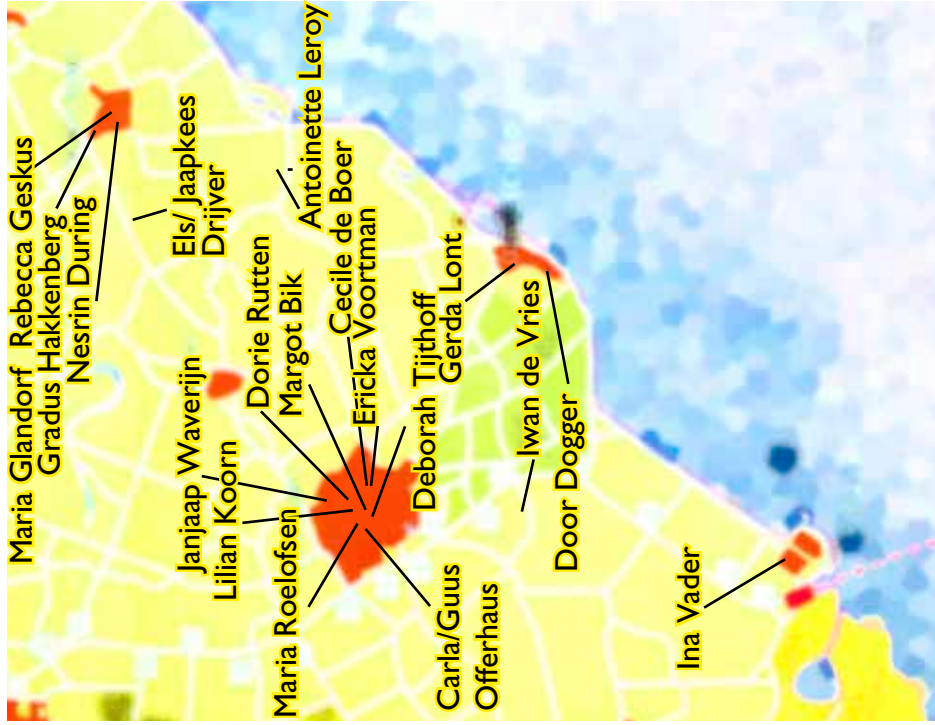 Maria Glandorf Rebecca Geskus
Gradus Hakkenberg
Nesrin During
Els/ Jaapkees
Drijver
Antoinette Leroy
Janjaap Waverijn
Lilian Koorn
Dorie Rutten
Margot Bik
Cecile de Boer
Ericka Voortman
Maria Roelofsen
Deborah Tijthoff
Gerda Lont
Carla/Guus
Offerhaus
Iwan de Vries
Door Dogger
Ina Vader
LE